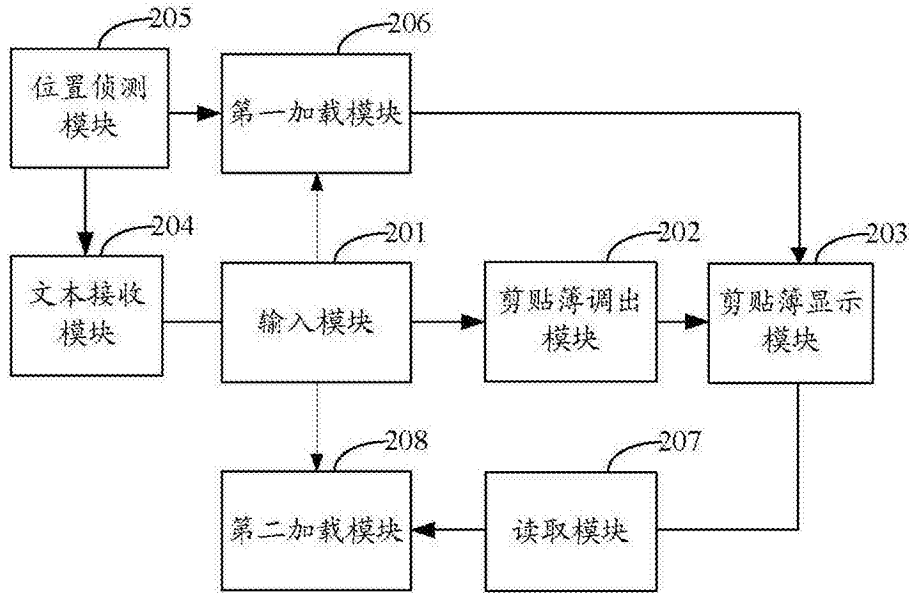 205
位置侦测
模块
206
第一加载模块
204
文本接收
模块
201
输入模块
202
剪贴薄调出
模块
203
剪贴薄显示
模块
208
第二加载模块
207
读取模块